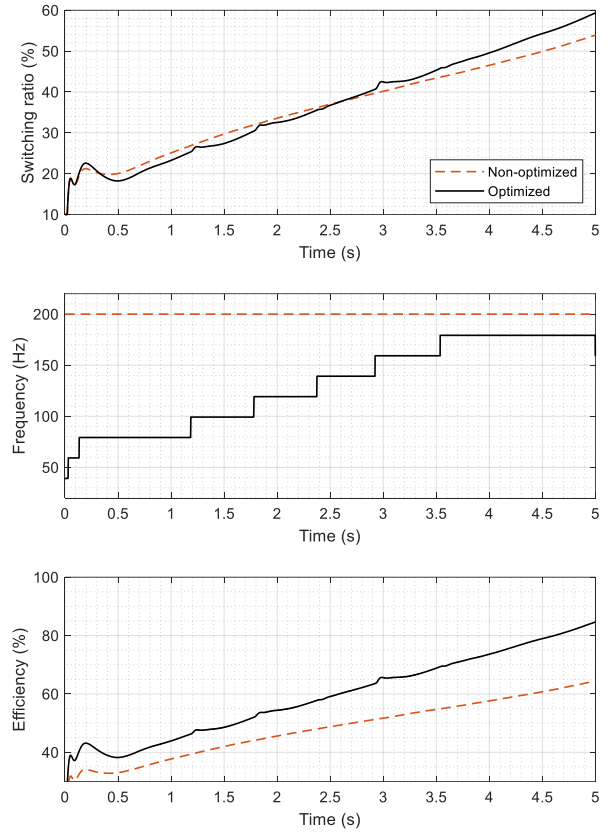 Switching ratio (%)
60
50
40
30
20
10
Non-optimized
Optimized
0 0.5 1 1.5 2 2.5 3 3.5 4 4.5 5
Time (s)
Frequency (Hz)
200
150
100
50
0 0.5 1 1.5 2 2.5 3 3.5 4 4.5 5
Time (s)
Efficiency (%)
100
80
60
40
0 0.5 1 1.5 2 2.5 3 3.5 4 4.5 5
Time (s)